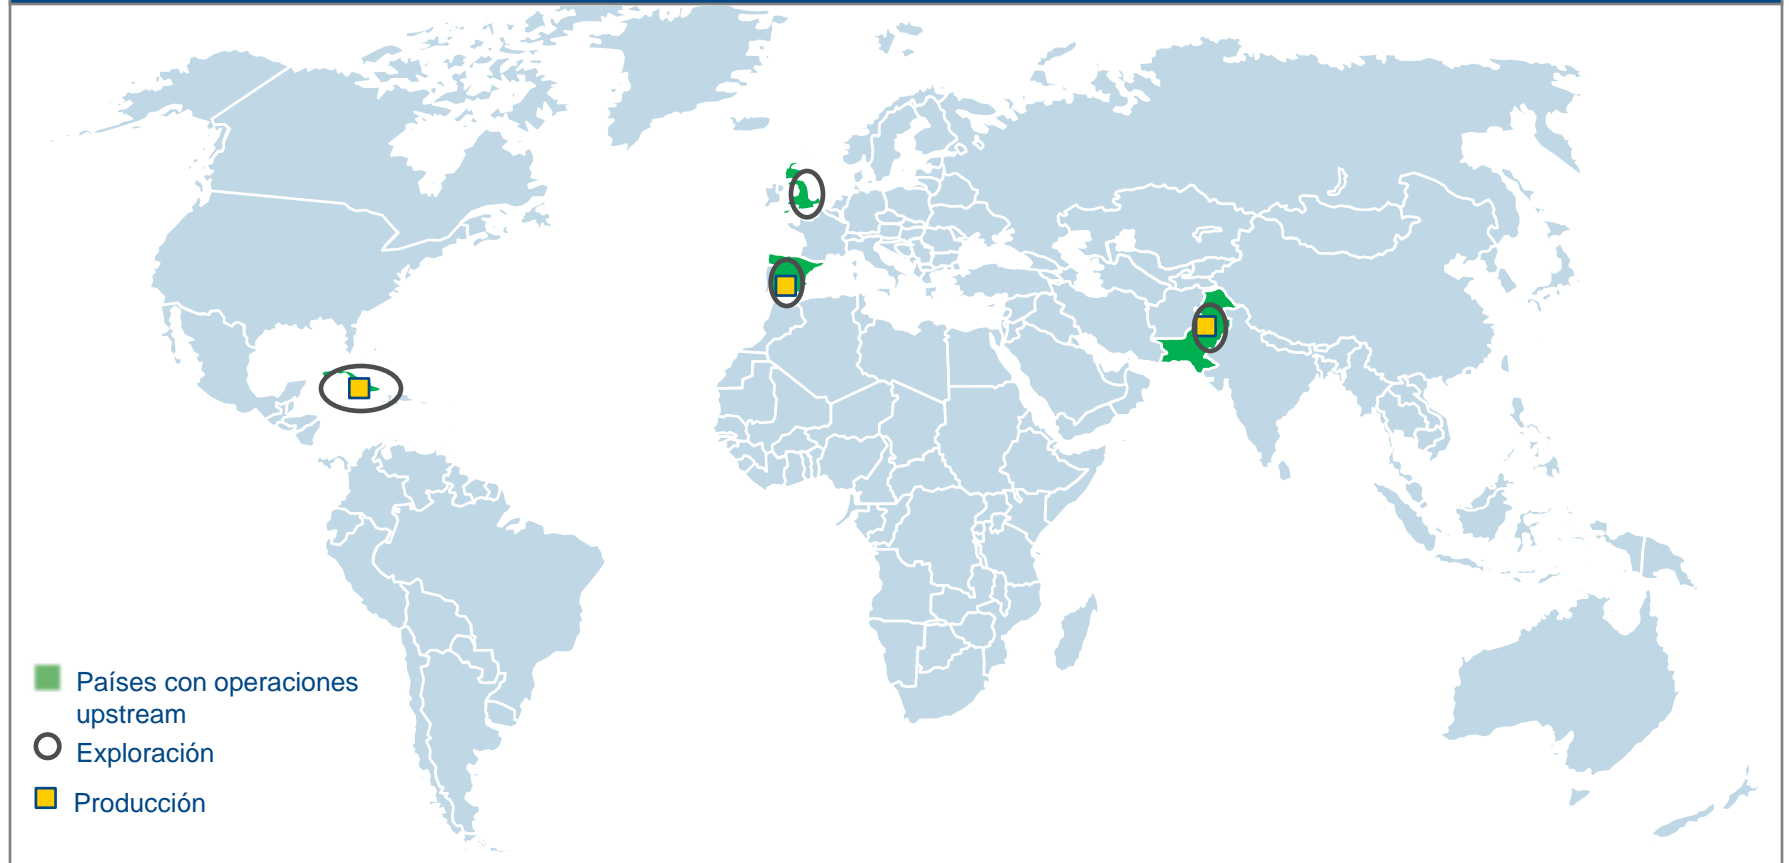 Países con operaciones
upstream
Exploración
Producción